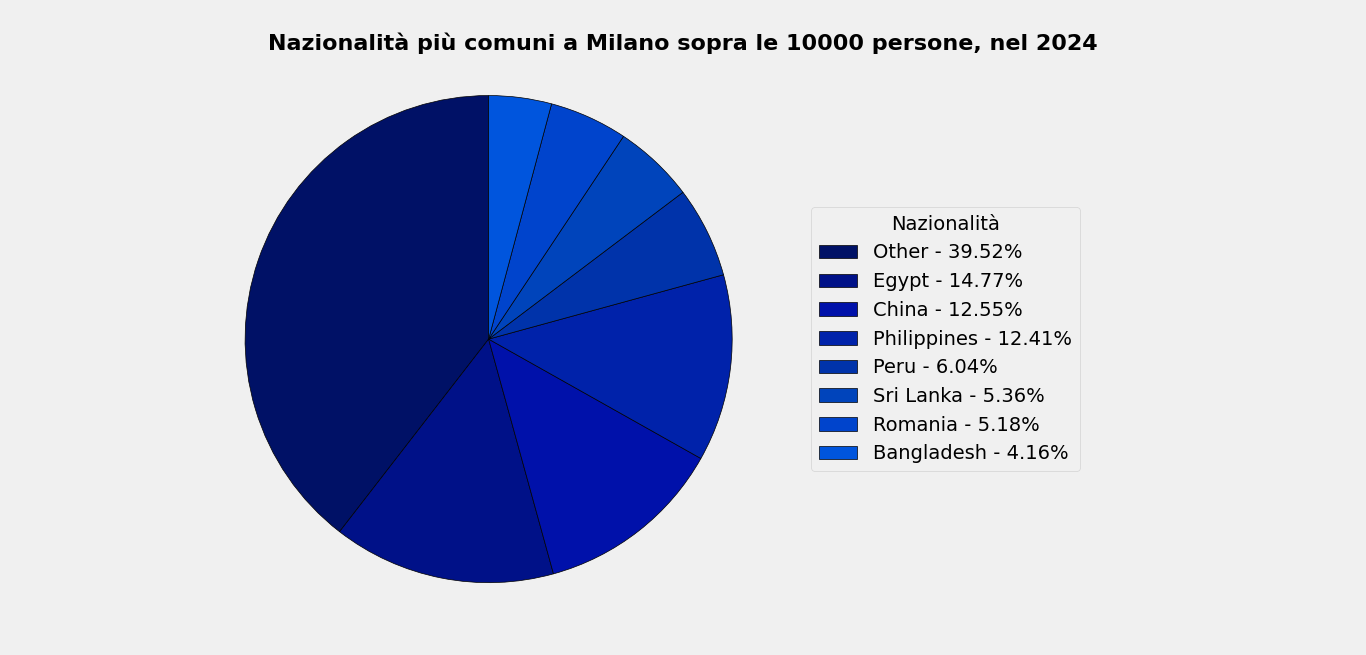 Nazionalità più comuni a Milano sopra le 10000 persone, nel 2024
Nazionalità
Other - 39.52%
Egypt - 14.77%
China - 12.55%
Philippines - 12.41%
Peru - 6.04%
Sri Lanka - 5.36%
Romania - 5.18%
Bangladesh - 4.16%